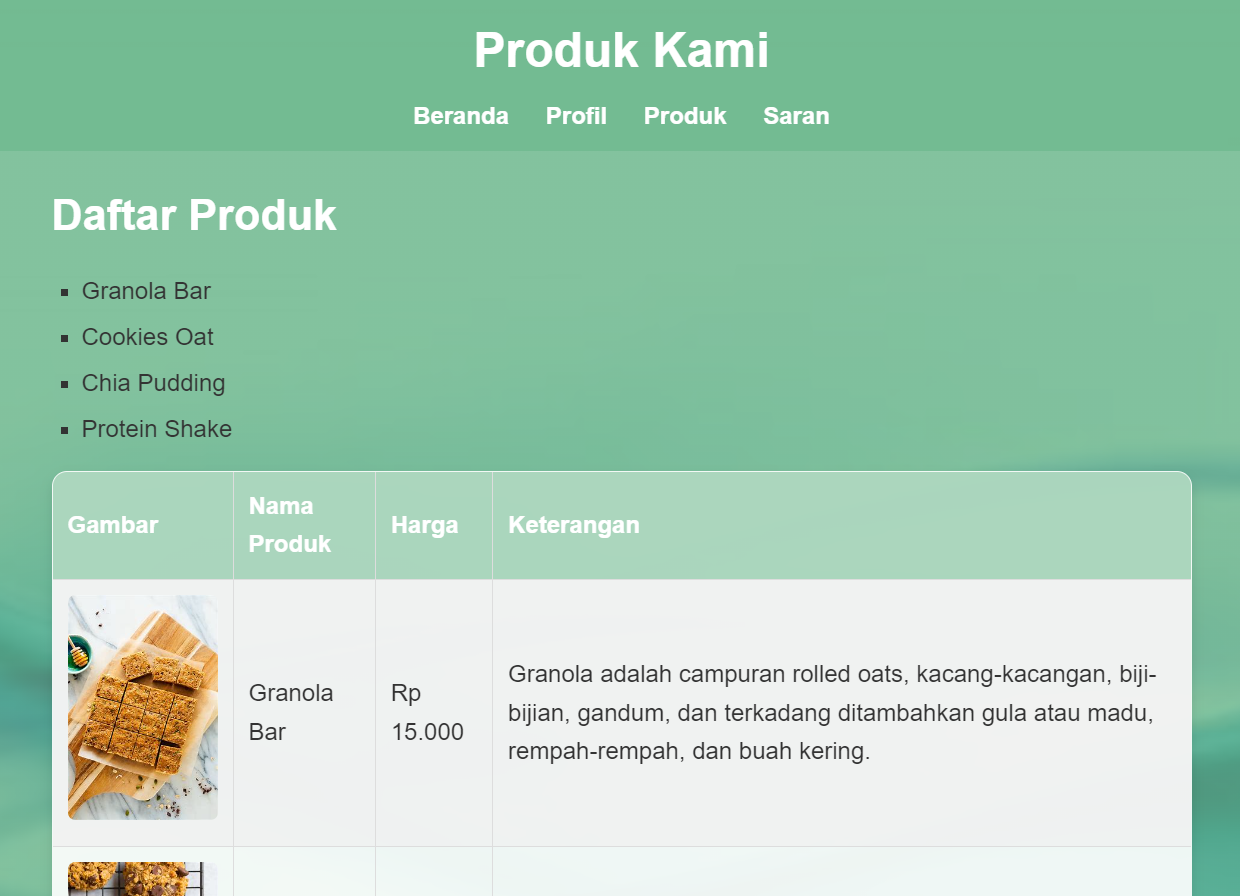 Produk Kami
Beranda Profil Produk Saran
Daftar Produk
Granola Bar
Cookies Oat
Chia Pudding
Protein Shake
Gambar
Nama
Produk
Harga
Keterangan
Granola
Bar
Rp
15.000
Granola adalah campuran rolled oats, kacang-kacangan, biji-
bijian, gandum, dan terkadang ditambahkan gula atau madu,
rempah-rempah, dan buah kering.